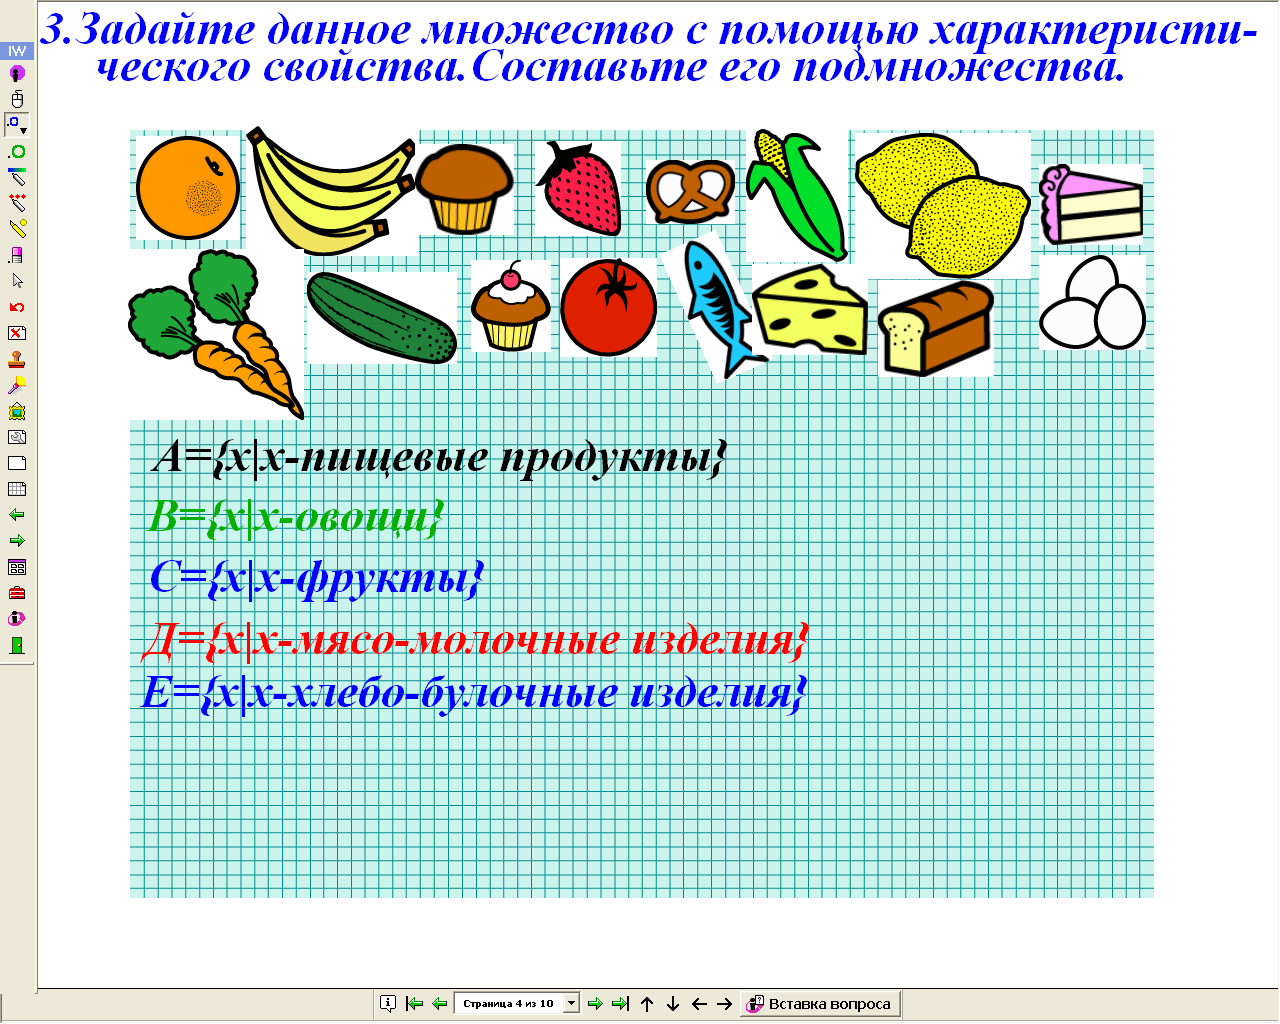 3.Задайте данное множество с помощью характеристи-
ческого свойства.Составьте его подмножества.
IW
А={х|х-пищевые продукты}
В={х|х-овощи}
С={х|х-фрукты}
Д={х|х-мясо-молочные изделия}
Е={х|х-хлебо-булочные изделия}
Страница 4 из 10
Вставка вопроса